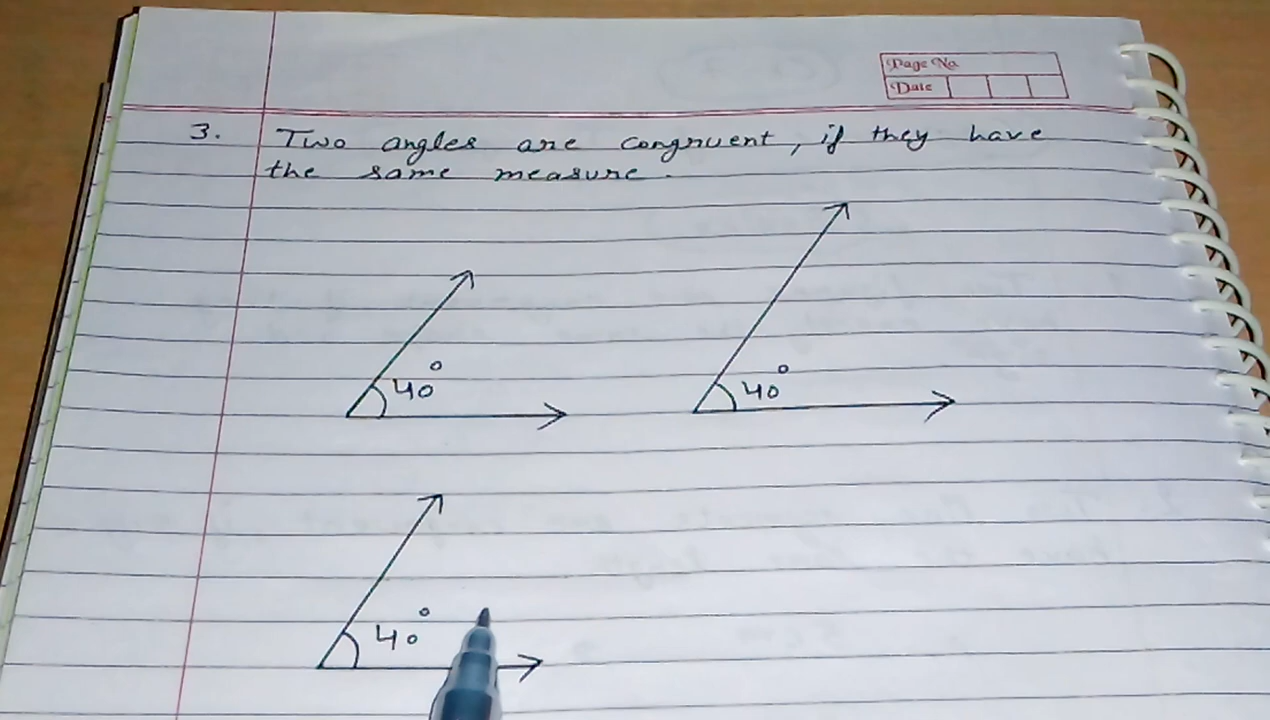 Page No.
Date
3. Two angles are congruent, if they have
the same measure.
40°
40°
40°